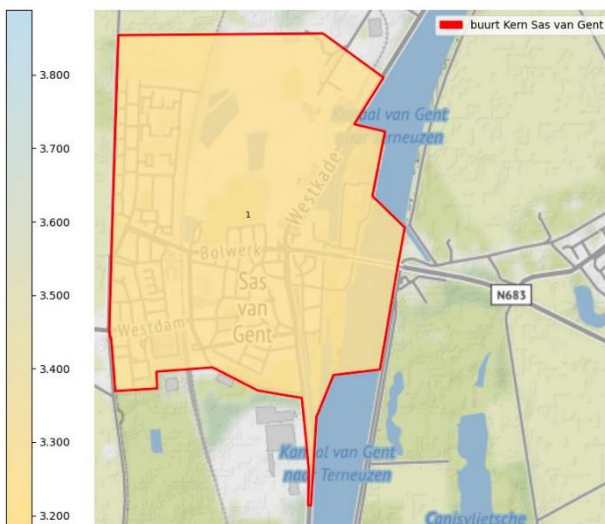 buurt Kern Sas van Gent
3.800
3.700
3.600
3.500
3.400
3.300
3.200
Kanaal van Gent
naar Terneuzen
Westkade
1
Bolwerk
Sas
van
Gent
N683
Westdam
Kanaal van Gent
naar Terneuzen
Canisvlietsche